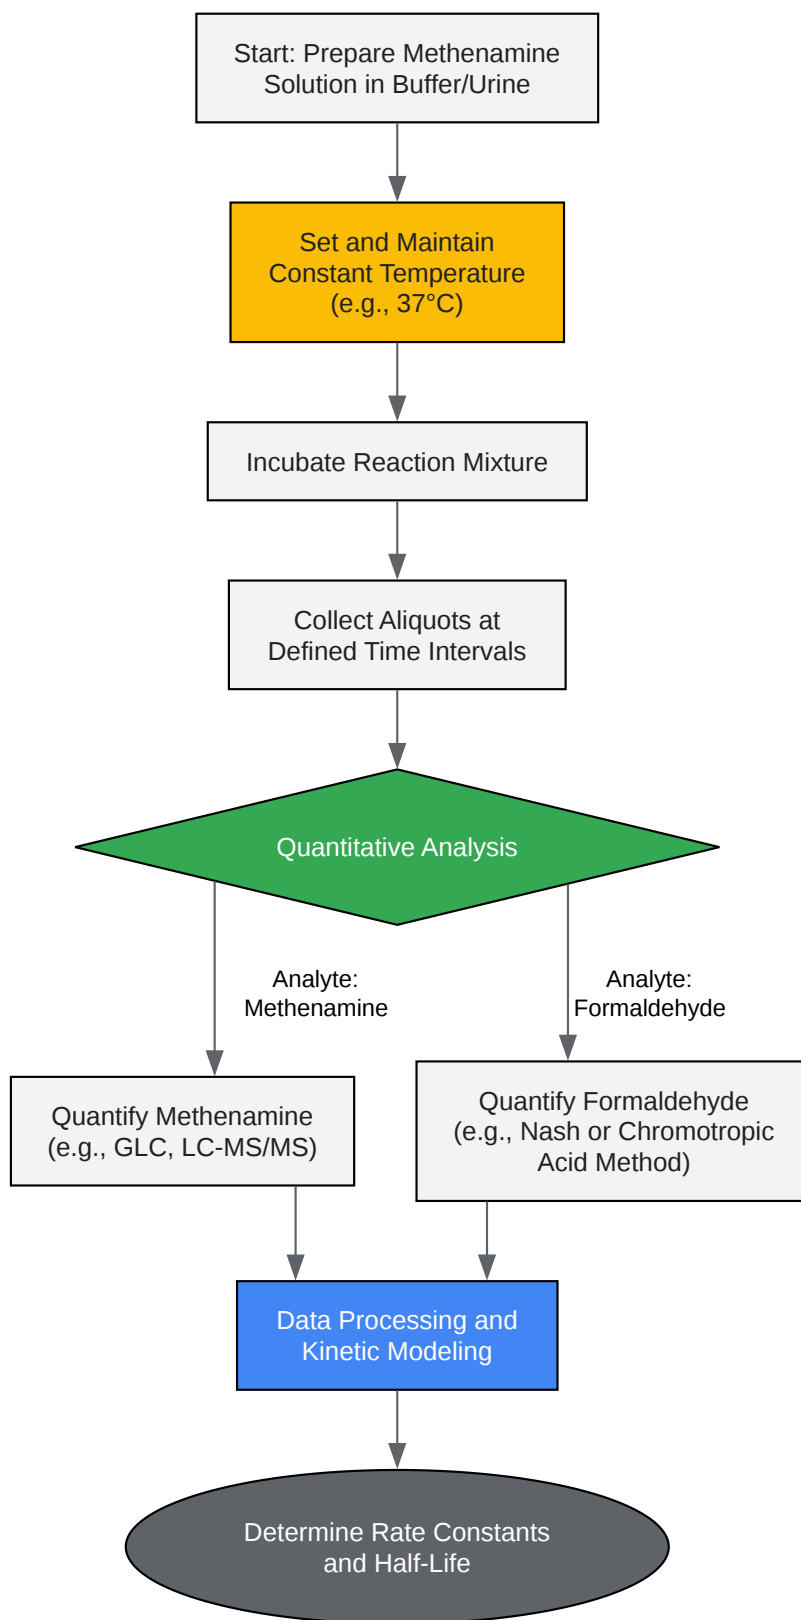 Start: Prepare Methenamine
Solution in Buffer/Urine
Set and Maintain
Constant Temperature
(e.g., 37°C)
Incubate Reaction Mixture
Collect Aliquots at
Defined Time Intervals
Quantitative Analysis
Analyte:
Methenamine
Analyte:
Formaldehyde
Quantify Methenamine
(e.g., GLC, LC-MS/MS)
Quantify Formaldehyde
(e.g., Nash or Chromotropic
Acid Method)
Data Processing and
Kinetic Modeling
Determine Rate Constants
and Half-Life